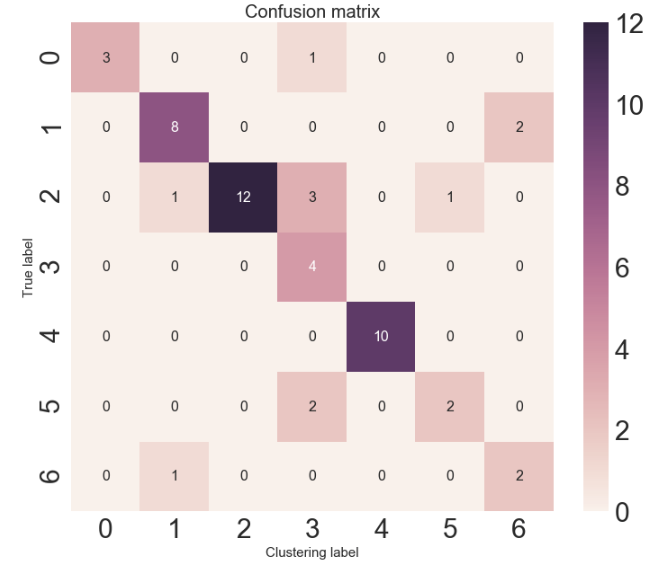 Confusion matrix
0 3 0 0 1 0 0 0
1 0 8 0 0 0 0 2
2 0 1 12 3 0 1 0
3 0 0 0 4 0 0 0
4 0 0 0 0 10 0 0
5 0 0 0 2 0 2 0
6 0 1 0 0 0 0 2
0 1 2 3 4 5 6
Clustering label
True label
12
10
8
6
4
2
0